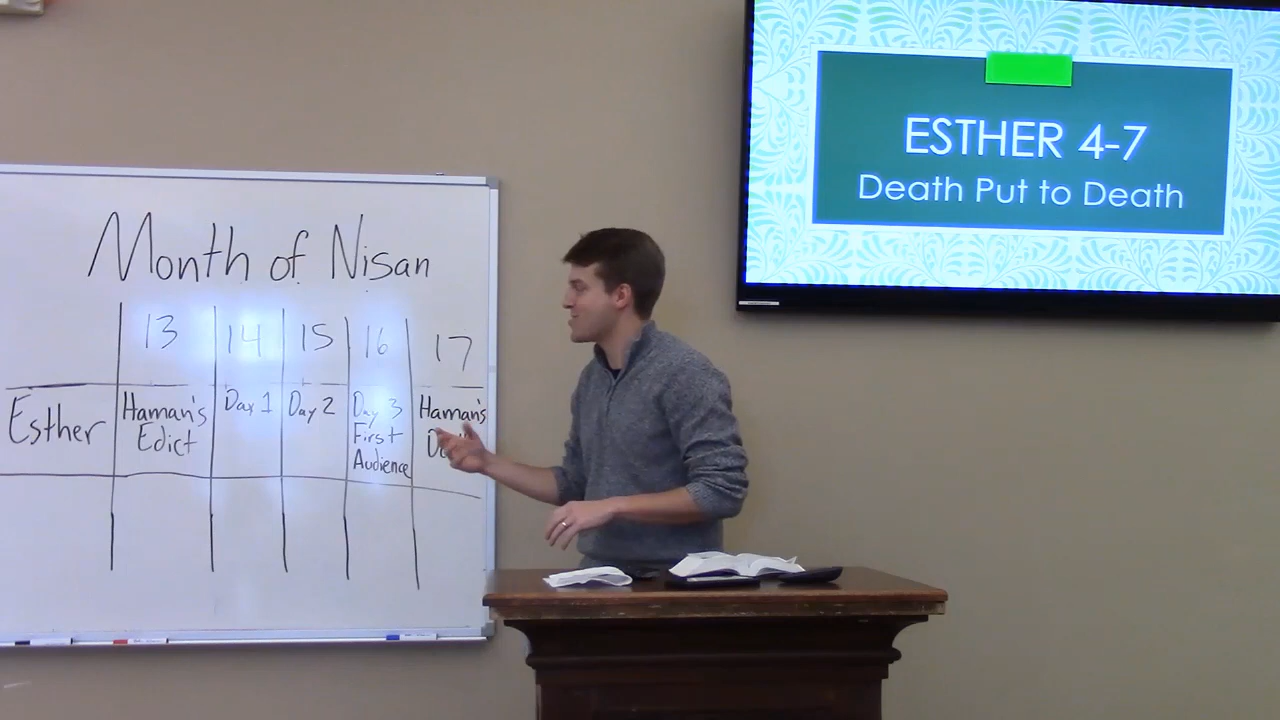 Month of Nisan
13 14 15 16 17
Esther
Haman's Edict
Day 1
Day 2
Day 3
First
Audience
Haman's
ESTHER 4-7
Death Put to Death